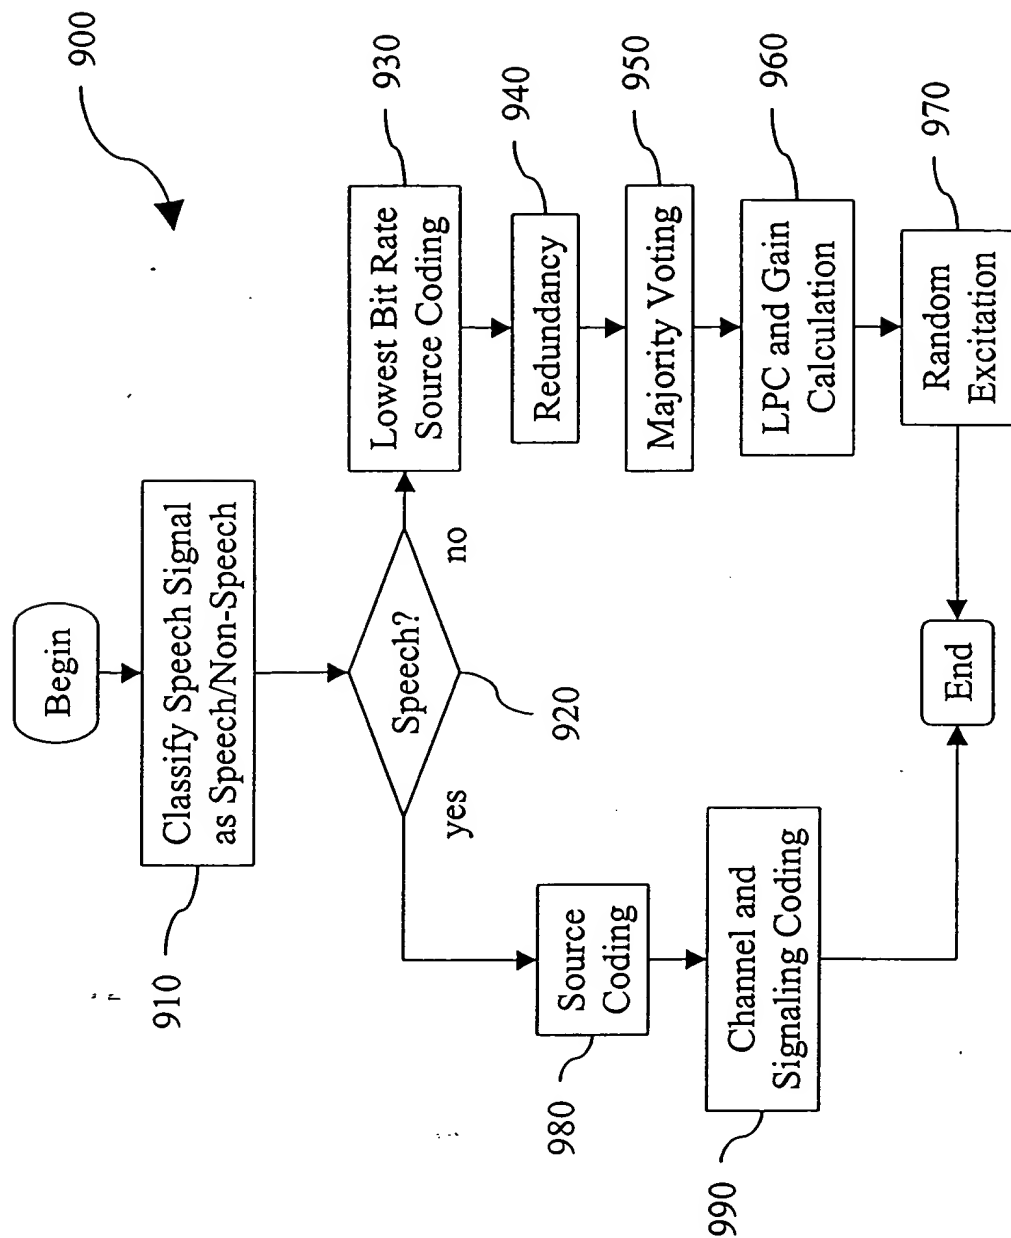 900
Begin
Classify Speech Signal
as Speech/Non-Speech
910
Speech?
920
yes
no
Lowest Bit Rate
Source Coding
930
Redundancy
940
Majority Voting
950
LPC and Gain
Calculation
960
Random
Excitation
970
Source
Coding
980
Channel and
Signaling Coding
990
End